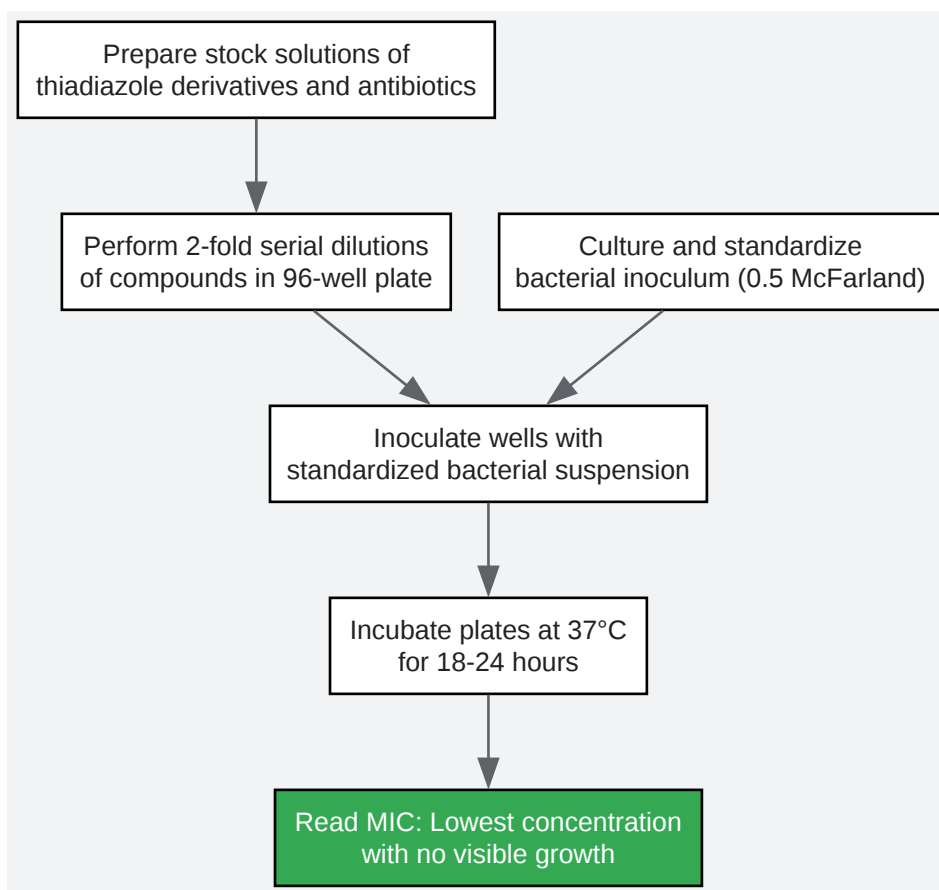 Prepare stock solutions of
thiadiazole derivatives and antibiotics
Perform 2-fold serial dilutions
of compounds in 96-well plate
Culture and standardize
bacterial inoculum (0.5 McFarland)
Inoculate wells with
standardized bacterial suspension
Incubate plates at 37°C
for 18-24 hours
Read MIC: Lowest concentration
with no visible growth